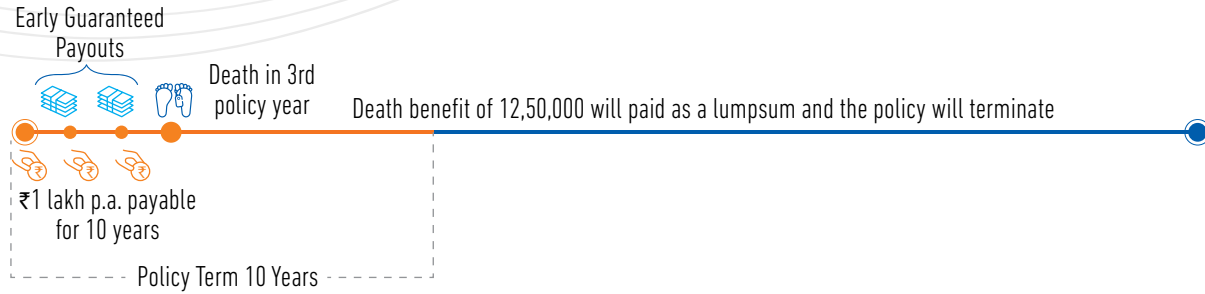 Early Guaranteed
Payouts
Death in 3rd
policy year
Death benefit of 12,50,000 will paid as a lumpsum and the policy will terminate
₹ ₹ ₹
₹1 lakh p.a. payable
for 10 years
Policy Term 10 Years